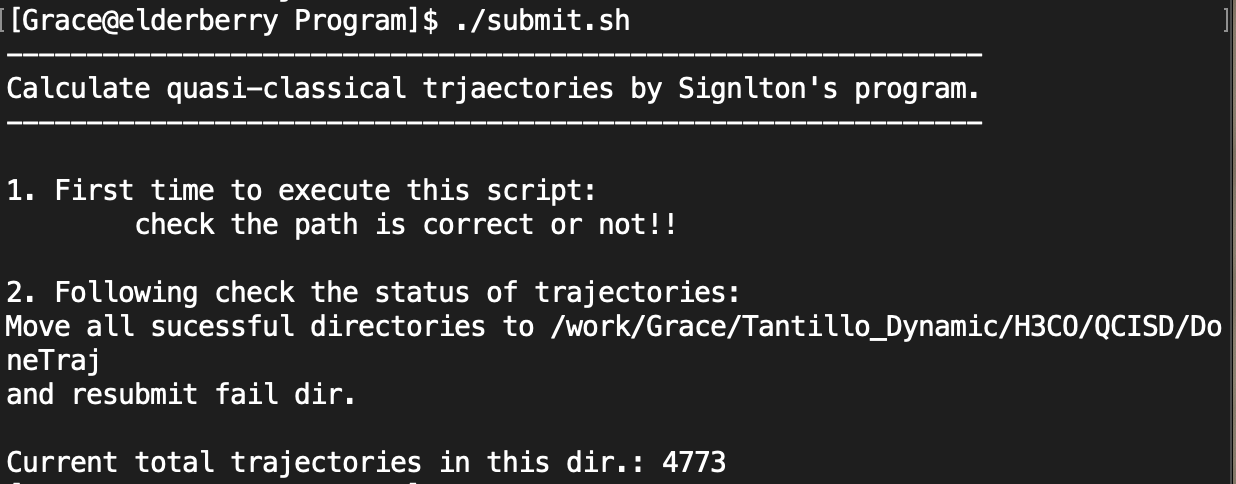 [[Grace@elderberry Program]$ ./submit.sh ]
-------------------------------------------------------------
Calculate quasi-classical trjaectories by Signlton's program.
-------------------------------------------------------------
1. First time to execute this script:
check the path is correct or not!!
2. Following check the status of trajectories:
Move all sucessful directories to /work/Grace/Tantillo_Dynamic/H3CO/QCISD/Do
neTraj
and resubmit fail dir.
Current total trajectories in this dir.: 4773